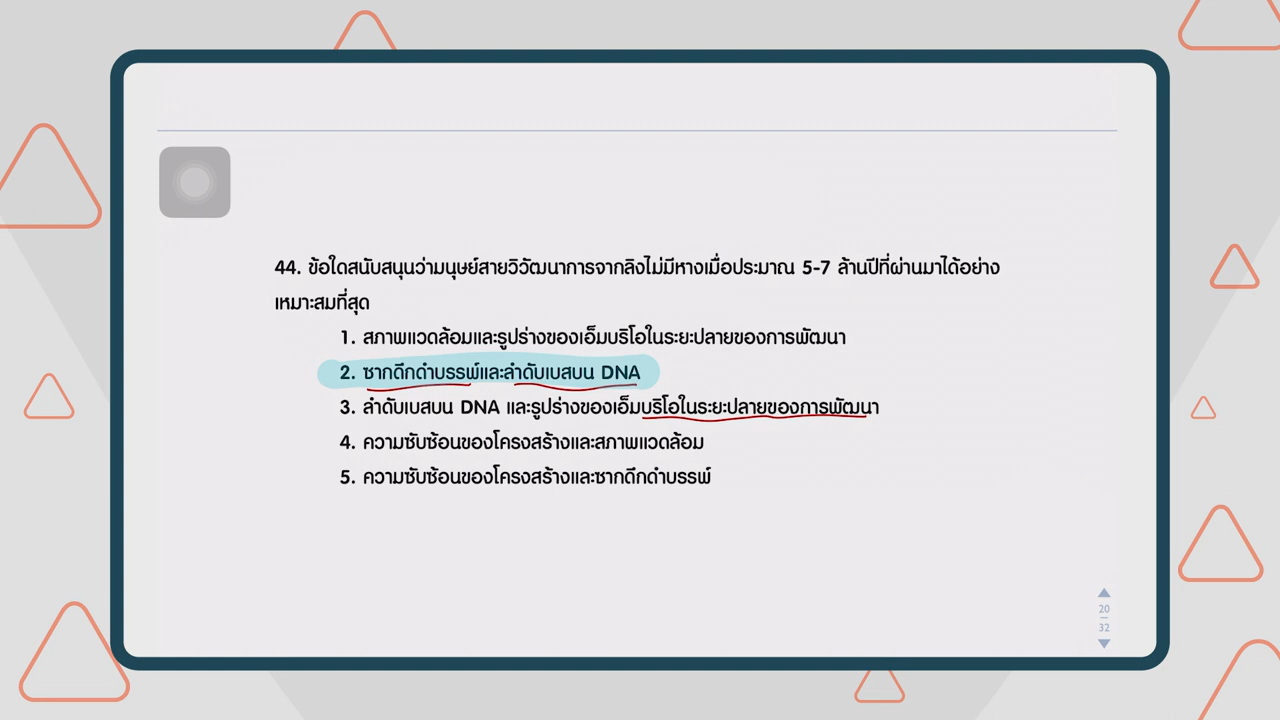 44. ข้อใดสนับสนุนว่ามนุษย์สายวิวัฒนาการจากลิงไม่มีหางเมื่อประมาณ 5-7 ล้านปีที่ผ่านมาได้อย่าง
เหมาะสมที่สุด
1. สภาพแวดล้อมและรูปร่างของเอ็มบริโอในระยะปลายของการพัฒนา
2. ซากดึกดำบรรพ์และลำดับเบสบน DNA
3. ลำดับเบสบน DNA และรูปร่างของเอ็มบริโอในระยะปลายของการพัฒนา
4. ความซับซ้อนของโครงสร้างและสภาพแวดล้อม
5. ความซับซ้อนของโครงสร้างและซากดึกดำบรรพ์
20
32